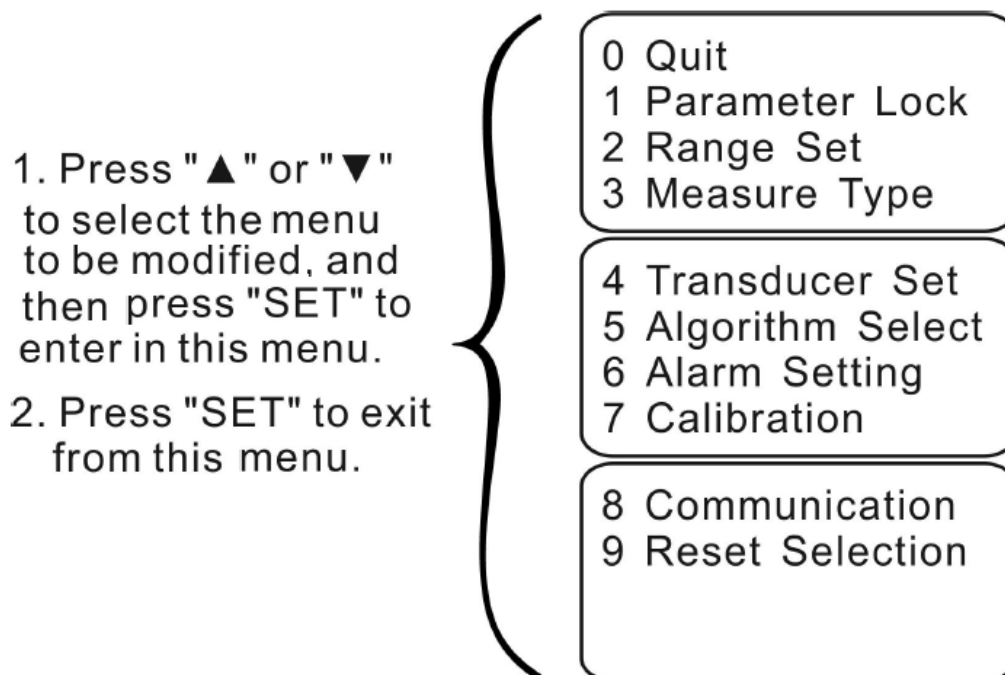 1. Press "▲" or "▼"
to select the menu
to be modified, and
then press "SET" to
enter in this menu.
2. Press "SET" to exit
from this menu.
0 Quit
1 Parameter Lock
2 Range Set
3 Measure Type
4 Transducer Set
5 Algorithm Select
6 Alarm Setting
7 Calibration
8 Communication
9 Reset Selection